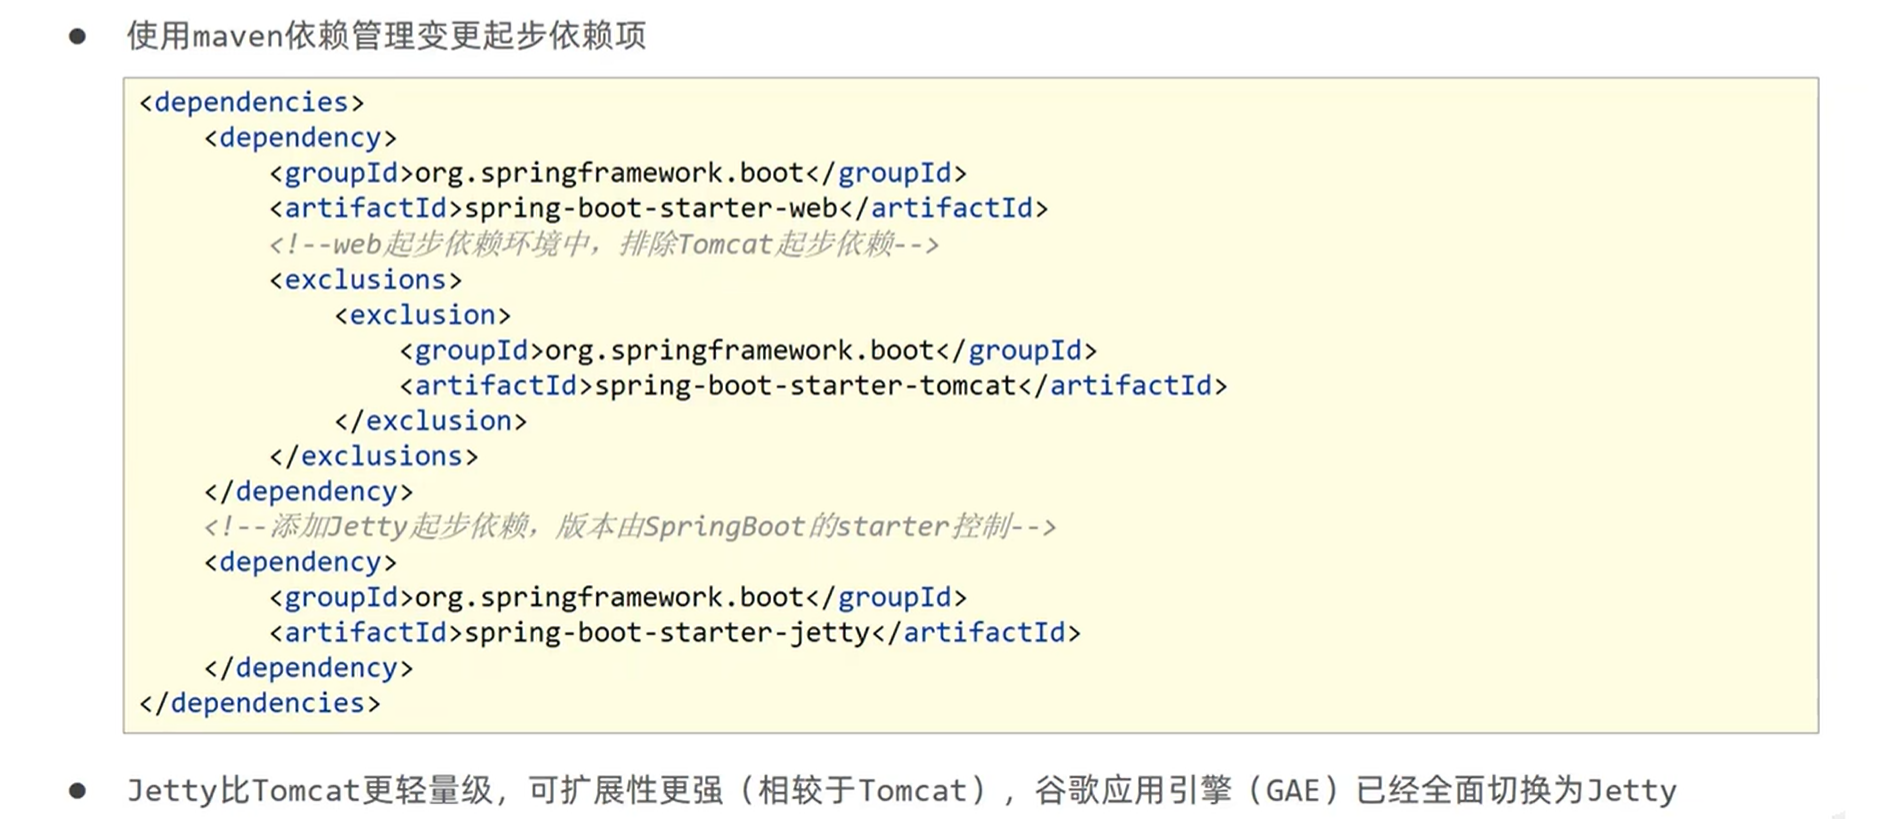 ● 使用maven依赖管理变更起步依赖项
<dependencies>
    <dependency>
        <groupId>org.springframework.boot</groupId>
        <artifactId>spring-boot-starter-web</artifactId>
        <!--web起步依赖环境中，排除Tomcat起步依赖-->
        <exclusions>
            <exclusion>
                <groupId>org.springframework.boot</groupId>
                <artifactId>spring-boot-starter-tomcat</artifactId>
            </exclusion>
        </exclusions>
    </dependency>
    <!--添加Jetty起步依赖，版本由SpringBoot的starter控制-->
    <dependency>
        <groupId>org.springframework.boot</groupId>
        <artifactId>spring-boot-starter-jetty</artifactId>
    </dependency>
</dependencies>
● Jetty比Tomcat更轻量级，可扩展性更强（相较于Tomcat），谷歌应用引擎（GAE）已经全面切换为Jetty